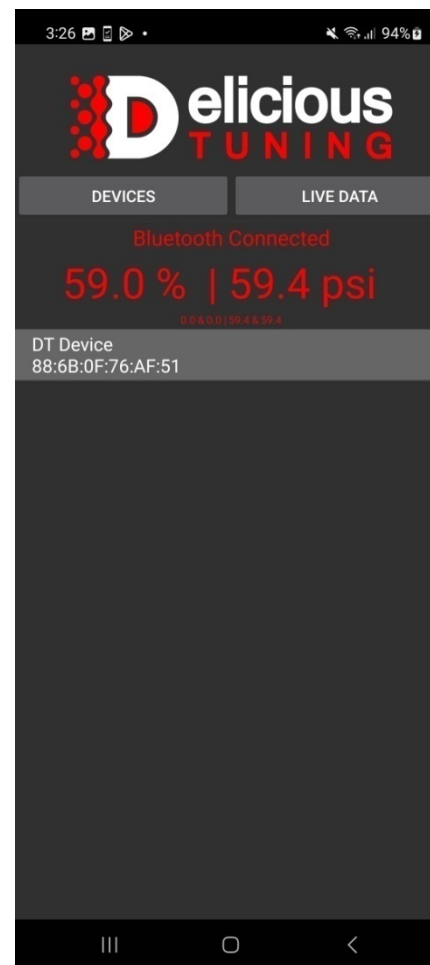 3:26 94%
Delicious
TUNING
DEVICES LIVE DATA
Bluetooth Connected
59.0 % | 59.4 psi
0.0 & 0.0 | 59.4 & 59.4
DT Device
88:6B:0F:76:AF:51